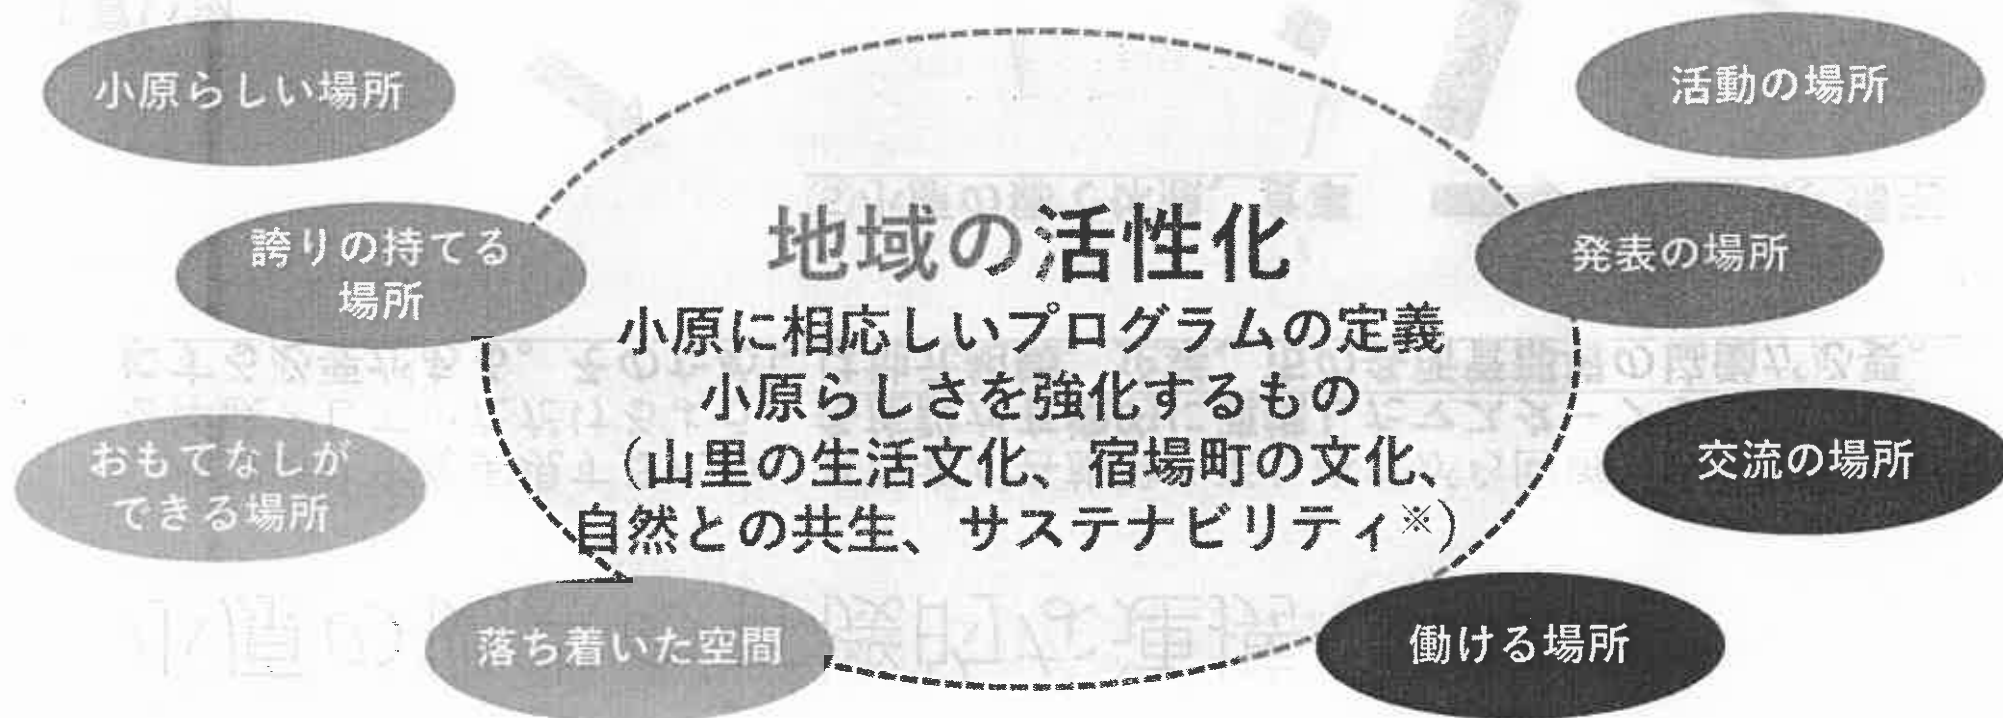 小原らしい場所
誇りの持てる
場所
おもてなしが
できる場所
落ち着いた空間
地域の活性化
小原に相応しいプログラムの定義
小原らしさを強化するもの
（山里の生活文化、宿場町の文化、
自然との共生、サステナビリティ※）
活動の場所
発表の場所
交流の場所
働ける場所